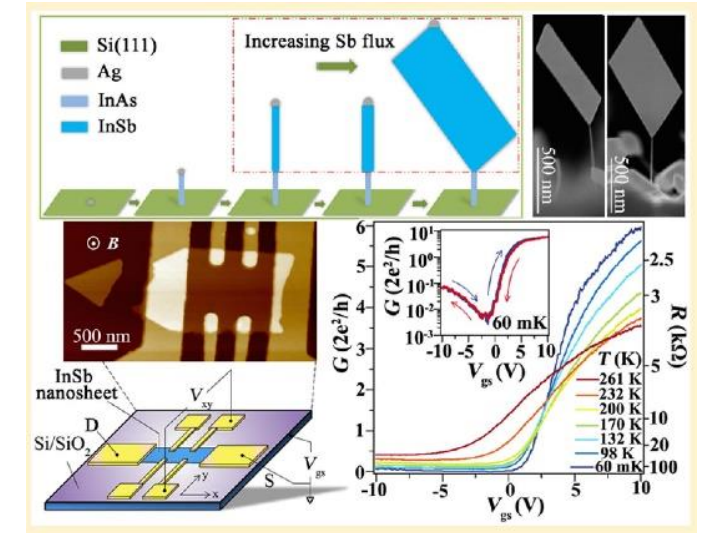 Si(111)
Ag
InAs
InSb
Increasing Sb flux
500 nm
500 nm
B
500 nm
InSb
nanosheet
Si/SiO2
D
S
Vxy
Vgs
y
x
G (2e²/h)
6
5
4
3
2
1
0
-10
-5
0
5
10
Vgs (V)
R (kΩ)
2.5
3
5
10
20
100
G (2e²/h)
10¹
10⁰
10⁻¹
10⁻²
10⁻³
-10
-5
0
5
10
60 mK
Vgs (V)
T (K)
261 K
232 K
200 K
170 K
132 K
98 K
60 mK